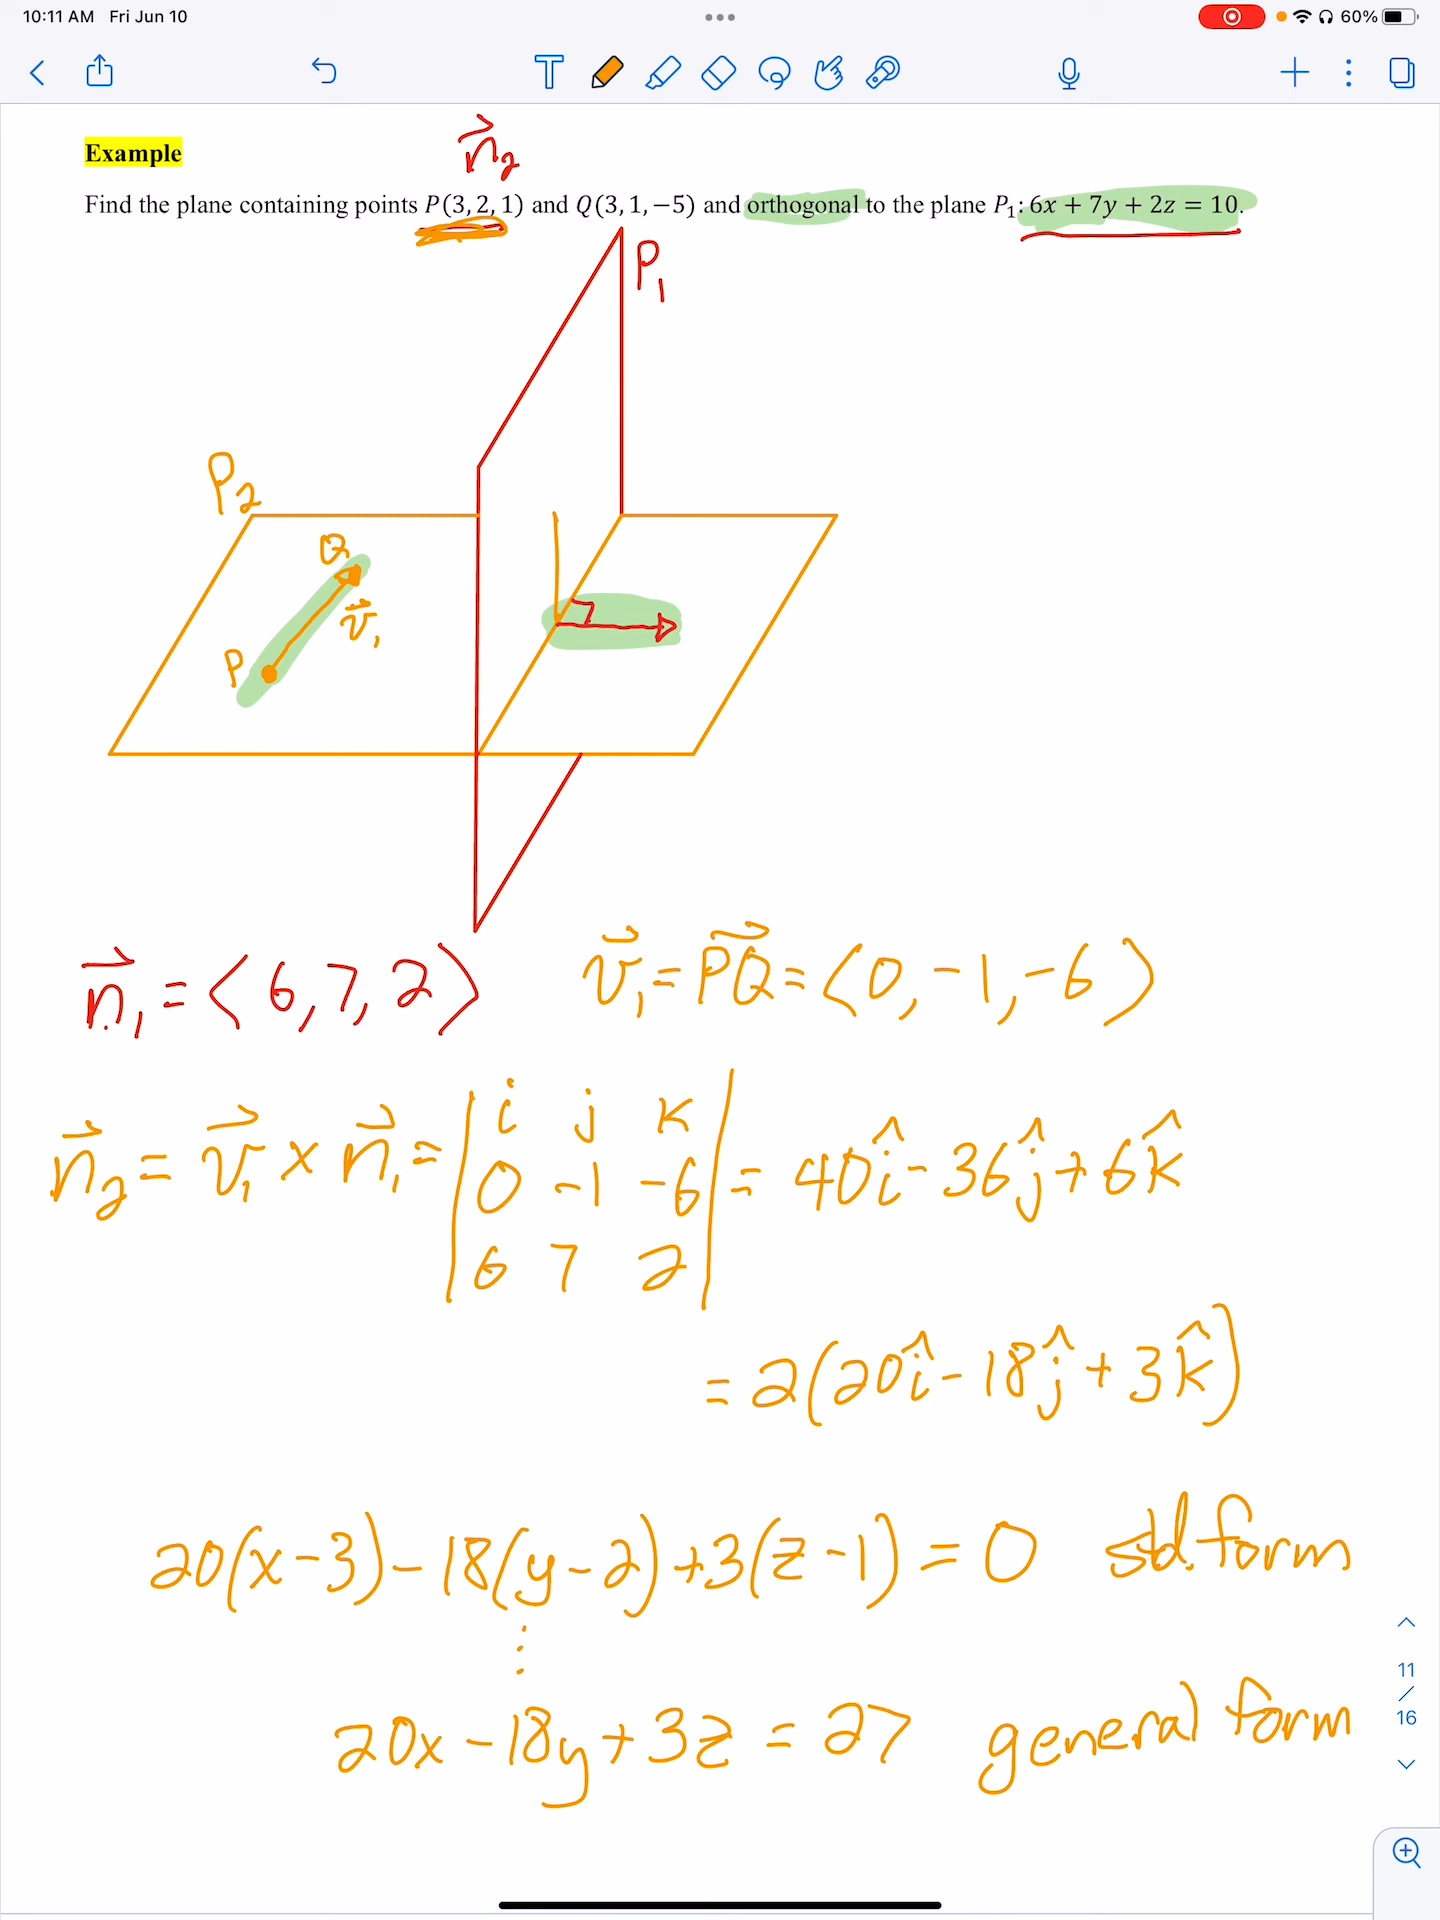 10:11 AM Fri Jun 10
60%
n⃗₂
Example
Find the plane containing points P(3, 2, 1) and Q(3, 1, −5) and orthogonal to the plane P₁: 6x + 7y + 2z = 10.
P₁
P₂
Q
v⃗₁
P
n⃗₁ = ⟨6, 7, 2⟩ v⃗₁ = P⃗Q⃗ = ⟨0, −1, −6⟩
n⃗₂ = v⃗₁ × n⃗₁ = | i j k
0 −1 −6 | = 40î − 36ĵ + 6k̂
6 7 2
= 2(20î − 18ĵ + 3k̂)
20(x−3) − 18(y−2) + 3(z−1) = 0 std. form
⋮
20x − 18y + 3z = 27 general form
11
/
16